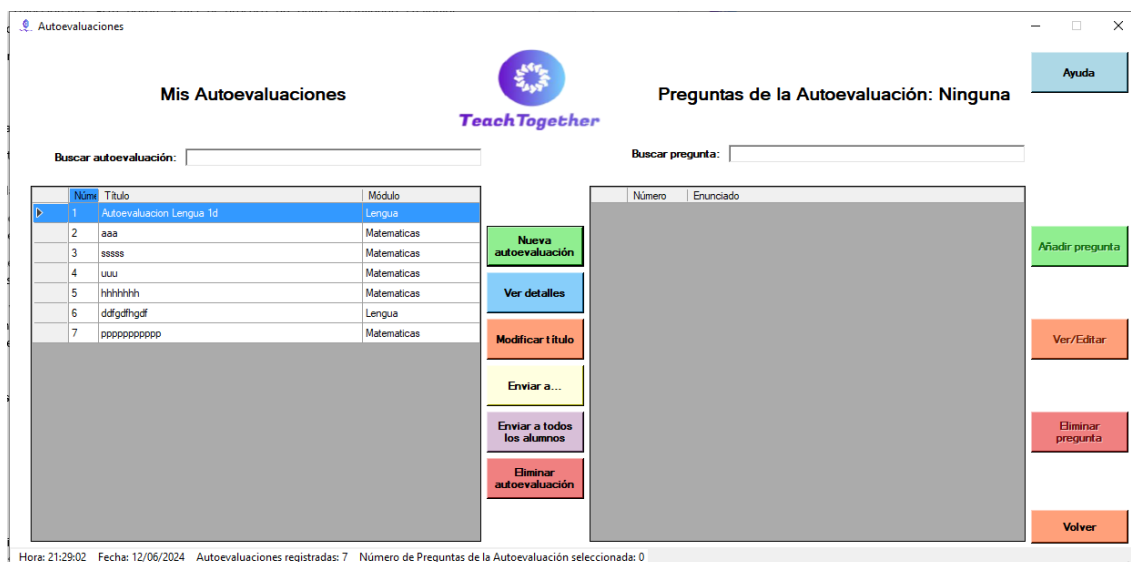 Autoevaluaciones
Mis Autoevaluaciones
TeachTogether
Preguntas de la Autoevaluación: Ninguna
Ayuda
Buscar autoevaluación:
Buscar pregunta:
Núme Título Módulo
1 Autoevaluacion Lengua 1d Lengua
2 aaa Matematicas
3 sssss Matematicas
4 uuu Matematicas
5 hhhhhhh Matematicas
6 ddfgdfhgdf Lengua
7 ppppppppppp Matematicas
Nueva
autoevaluación
Ver detalles
Modificar título
Enviar a...
Enviar a todos
los alumnos
Eliminar
autoevaluación
Número Enunciado
Añadir pregunta
Ver/Editar
Eliminar
pregunta
Volver
Hora: 21:29:02 Fecha: 12/06/2024 Autoevaluaciones registradas: 7 Número de Preguntas de la Autoevaluación seleccionada: 0